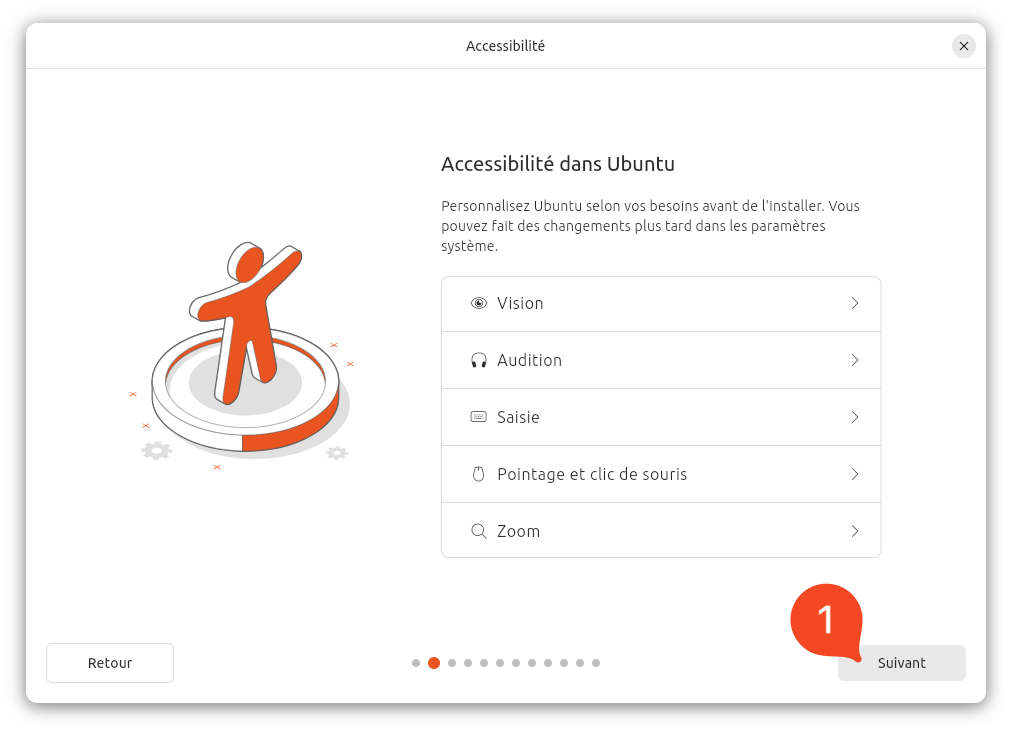 Accessibilité
Accessibilité dans Ubuntu
Personnalisez Ubuntu selon vos besoins avant de l'installer. Vous
pouvez fait des changements plus tard dans les paramètres
système.
Vision
Audition
Saisie
Pointage et clic de souris
Zoom
1
Retour
Suivant